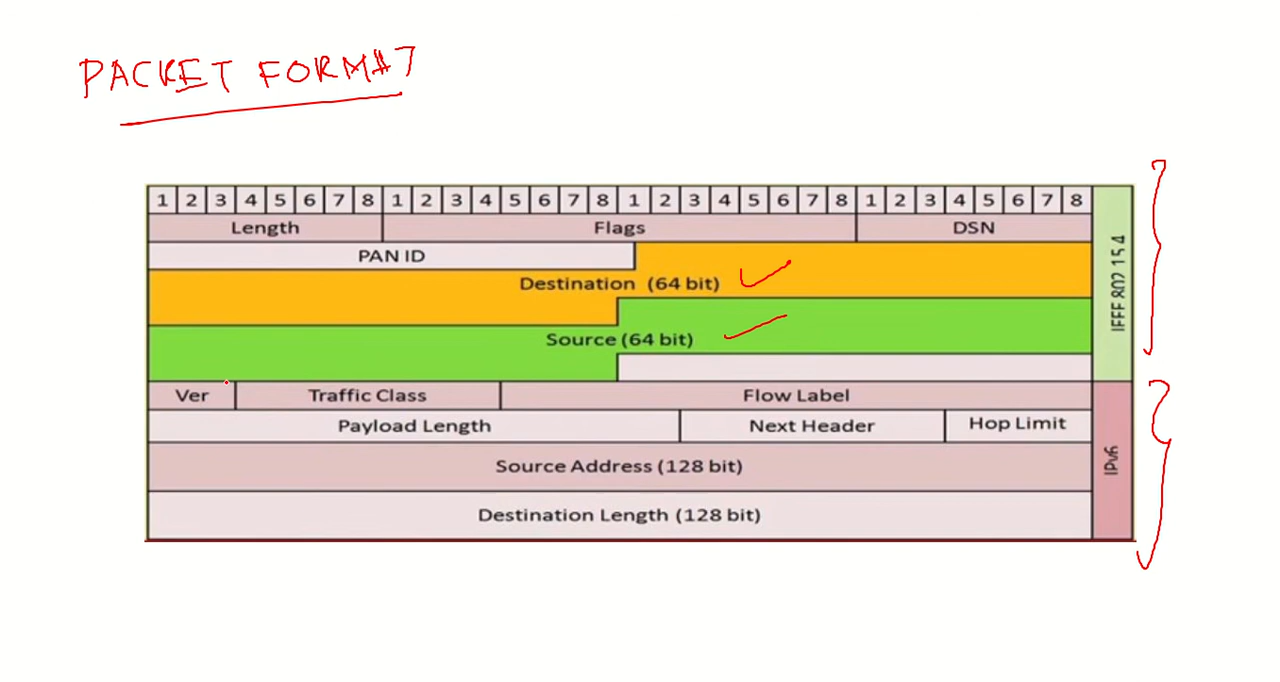 PACKET FORMAT
1 2 3 4 5 6 7 8 1 2 3 4 5 6 7 8 1 2 3 4 5 6 7 8 1 2 3 4 5 6 7 8
Length Flags DSN
PAN ID
Destination (64 bit)
Source (64 bit)
IEEE 802 15 4
Ver Traffic Class Flow Label
Payload Length Next Header Hop Limit
Source Address (128 bit)
Destination Length (128 bit)
IPv6